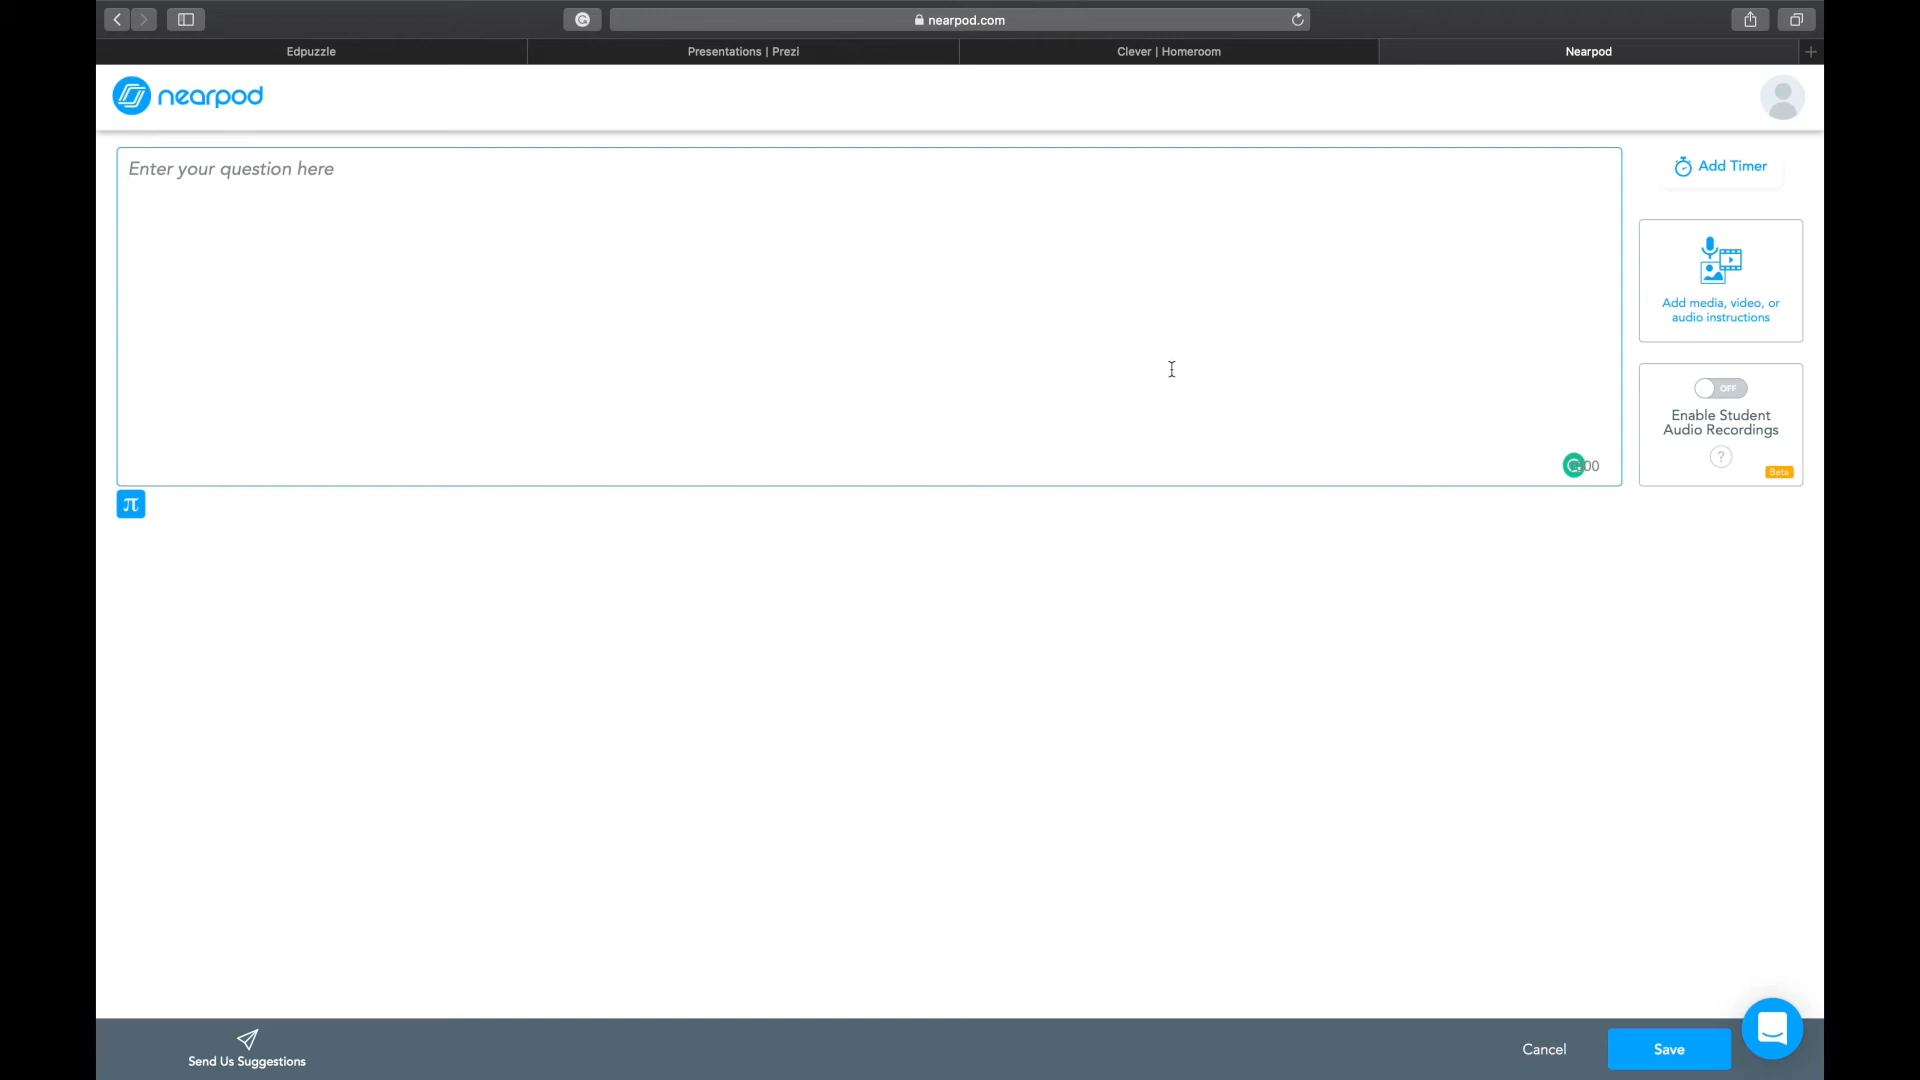 nearpod.com
Edpuzzle
Presentations | Prezi
Clever | Homeroom
Nearpod
nearpod
Enter your question here
Add Timer
Add media, video, or
audio instructions
OFF
Enable Student
Audio Recordings
?
Beta
π
Send Us Suggestions
Cancel
Save